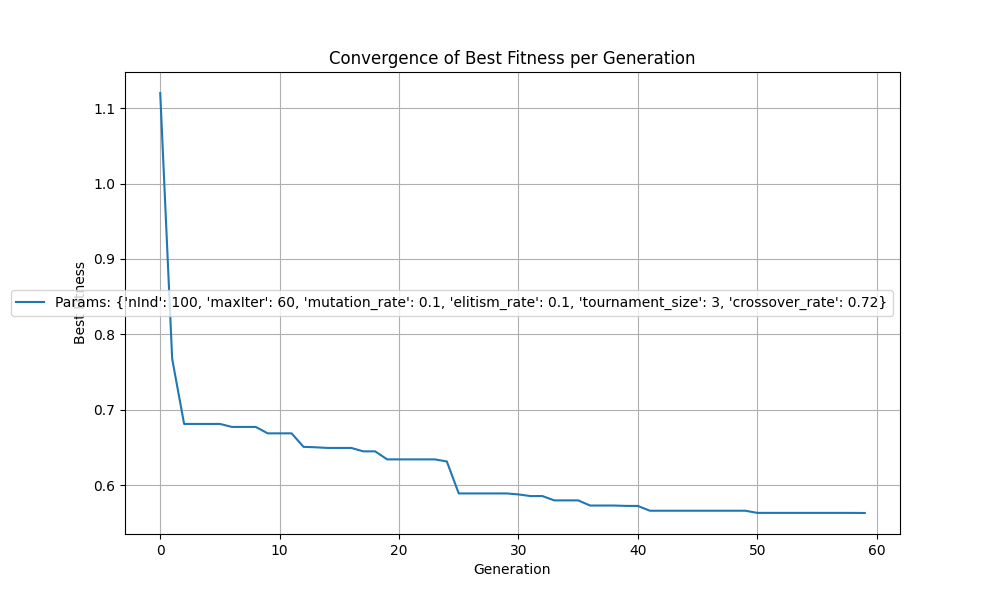 Convergence of Best Fitness per Generation
1.1
1.0
0.9
0.8
0.7
0.6
Best Fitness
Params: {'nInd': 100, 'maxIter': 60, 'mutation_rate': 0.1, 'elitism_rate': 0.1, 'tournament_size': 3, 'crossover_rate': 0.72}
0 10 20 30 40 50 60
Generation